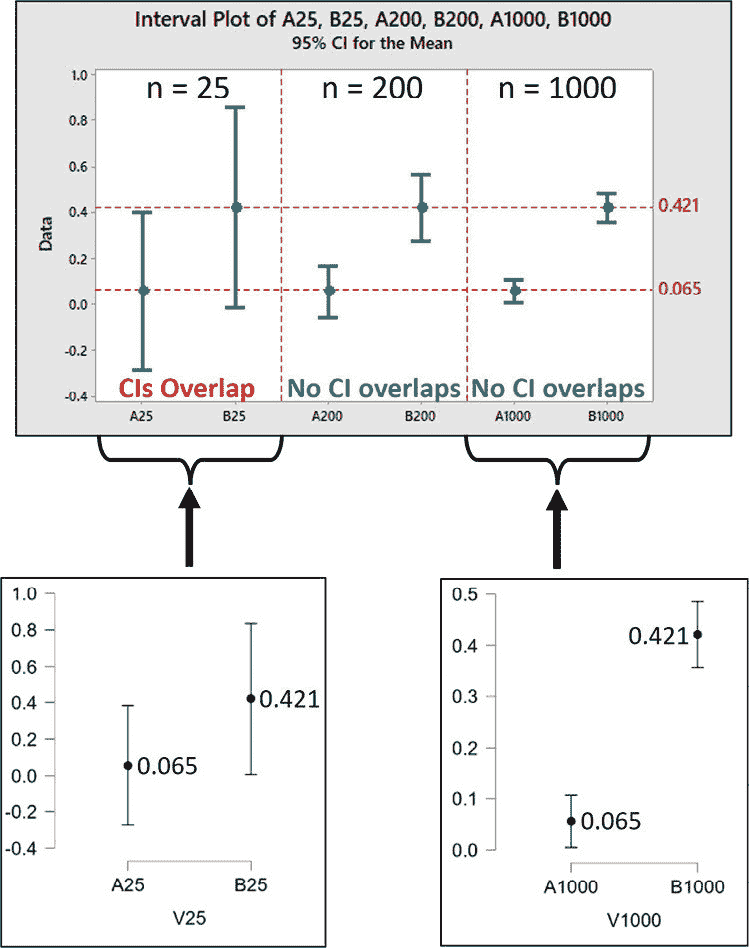 Interval Plot of A25, B25, A200, B200, A1000, B1000
95% CI for the Mean
n = 25 n = 200 n = 1000
1.0
0.8
0.6
0.4
0.2
0.0
-0.2
-0.4
Data
0.421
0.065
CIs Overlap No CI overlaps No CI overlaps
A25 B25 A200 B200 A1000 B1000
1.0
0.8
0.6
0.4
0.2
0.0
-0.2
-0.4
0.421
0.065
A25 B25
V25
0.5
0.4
0.3
0.2
0.1
0.0
0.421
0.065
A1000 B1000
V1000